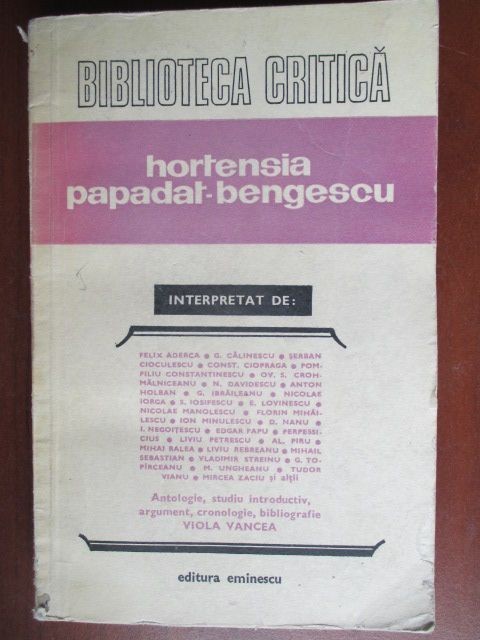 BIBLIOTECA CRITICĂ
hortensia
papadat-bengescu
INTERPRETAT DE:
FELIX ADERCA • G. CĂLINESCU • ȘERBAN
CIOCULESCU • CONST. CIOPRAGA • POM-
PILIU CONSTANTINESCU • OV. S. CROH-
MĂLNICEANU • N. DAVIDESCU • ANTON
HOLBAN • G. IBRĂILEANU • NICOLAE
IORGA • S. IOSIFESCU • E. LOVINESCU •
NICOLAE MANOLESCU • FLORIN MIHĂI-
LESCU • ION MINULESCU • D. NANU •
I. NEGOIȚESCU • EDGAR PAPU • PERPESSI-
CIUS • LIVIU PETRESCU • AL. PIRU •
MIHAI RALEA • LIVIU REBREANU • MIHAIL
SEBASTIAN • VLADIMIR STREINU • G. TO-
PÎRCEANU • M. UNGHEANU • TUDOR
VIANU • MIRCEA ZACIU și alții
Antologie, studiu introductiv,
argument, cronologie, bibliografie
VIOLA VANCEA
editura eminescu